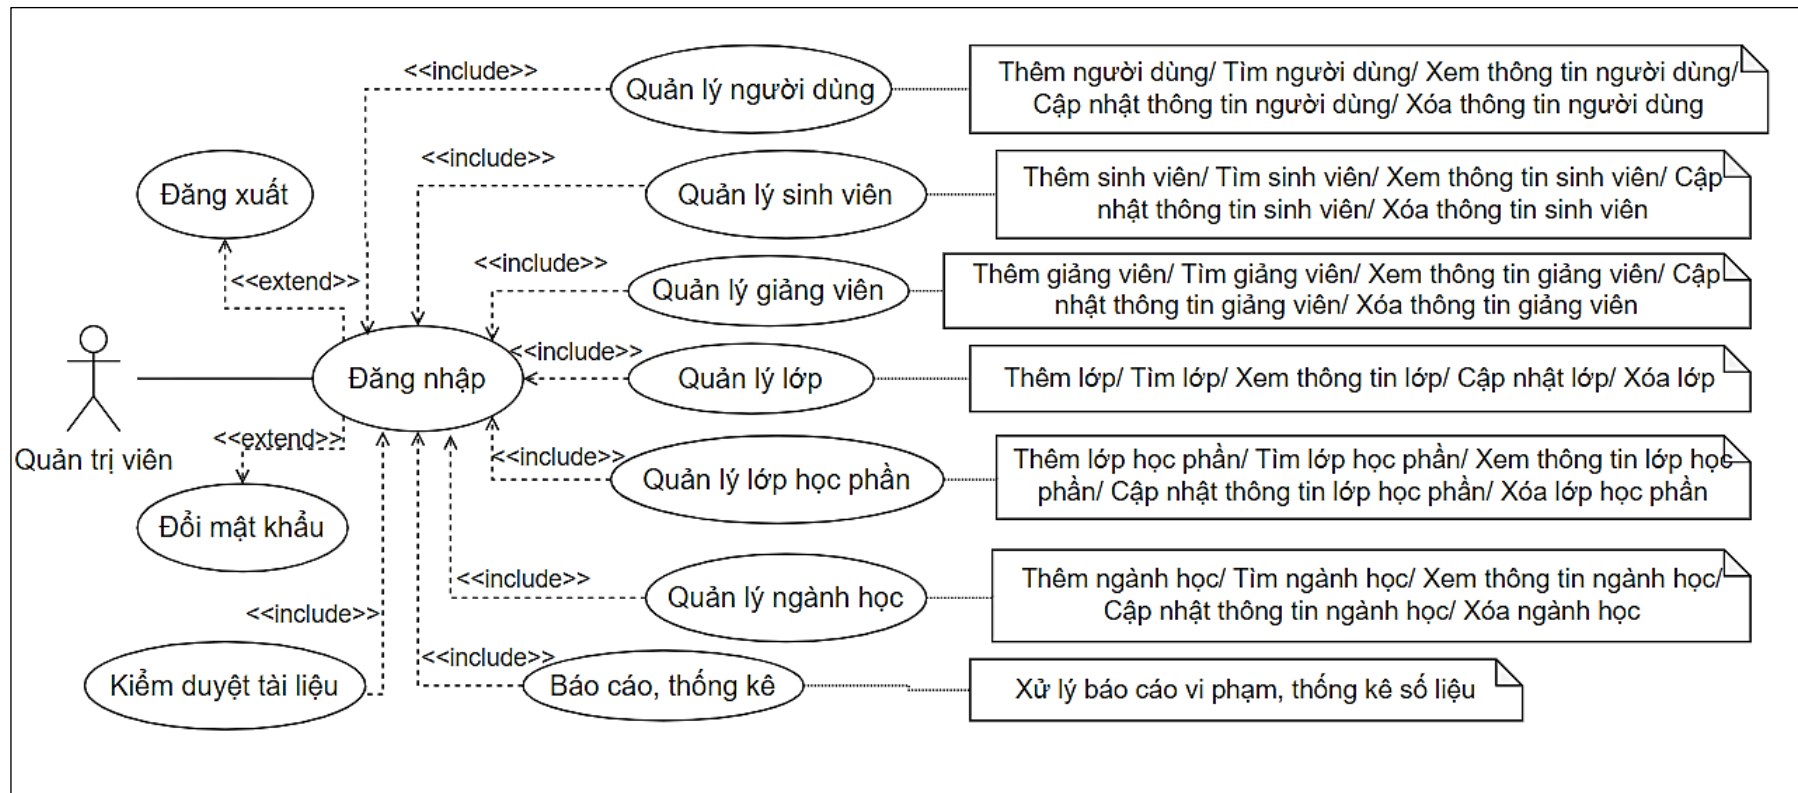 <<include>>
Quản lý người dùng
Thêm người dùng/ Tìm người dùng/ Xem thông tin người dùng/
Cập nhật thông tin người dùng/ Xóa thông tin người dùng
<<include>>
Đăng xuất
Quản lý sinh viên
Thêm sinh viên/ Tìm sinh viên/ Xem thông tin sinh viên/ Cập
nhật thông tin sinh viên/ Xóa thông tin sinh viên
<<extend>>
<<include>>
Quản lý giảng viên
Thêm giảng viên/ Tìm giảng viên/ Xem thông tin giảng viên/ Cập
nhật thông tin giảng viên/ Xóa thông tin giảng viên
<<include>>
Đăng nhập
Quản lý lớp
Thêm lớp/ Tìm lớp/ Xem thông tin lớp/ Cập nhật lớp/ Xóa lớp
<<extend>>
Quản trị viên
<<include>>
Quản lý lớp học phần
Thêm lớp học phần/ Tìm lớp học phần/ Xem thông tin lớp học
phần/ Cập nhật thông tin lớp học phần/ Xóa lớp học phần
Đổi mật khẩu
<<include>>
Quản lý ngành học
Thêm ngành học/ Tìm ngành học/ Xem thông tin ngành học/
Cập nhật thông tin ngành học/ Xóa ngành học
<<include>>
Kiểm duyệt tài liệu
<<include>>
Báo cáo, thống kê
Xử lý báo cáo vi phạm, thống kê số liệu